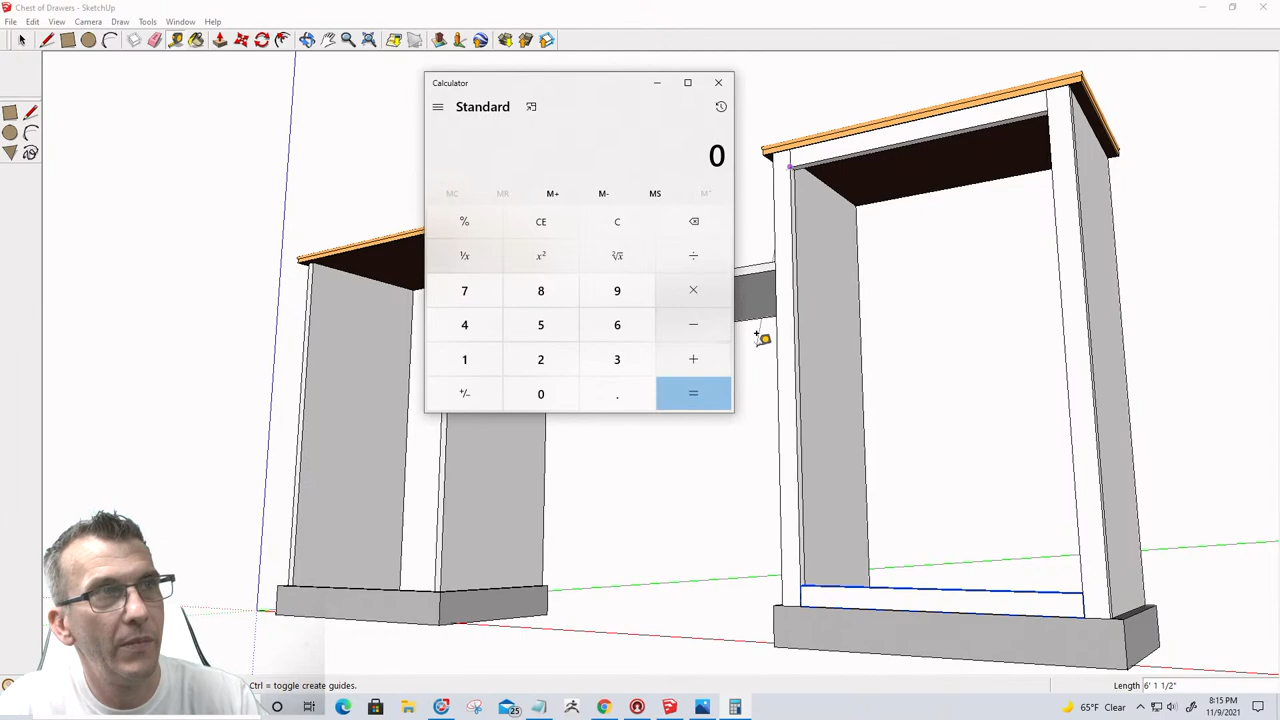 Chest of Drawers - SketchUp
File Edit View Camera Draw Tools Window Help
Calculator
Standard
0
MC MR M+ M- MS M˅
% CE C
¹/x x² ²√x ÷
7 8 9 ×
4 5 6 −
1 2 3 +
+/- 0 . =
Ctrl = toggle create guides.
Length 6' 1 1/2"
25
65°F Clear
8:15 PM
11/9/2021